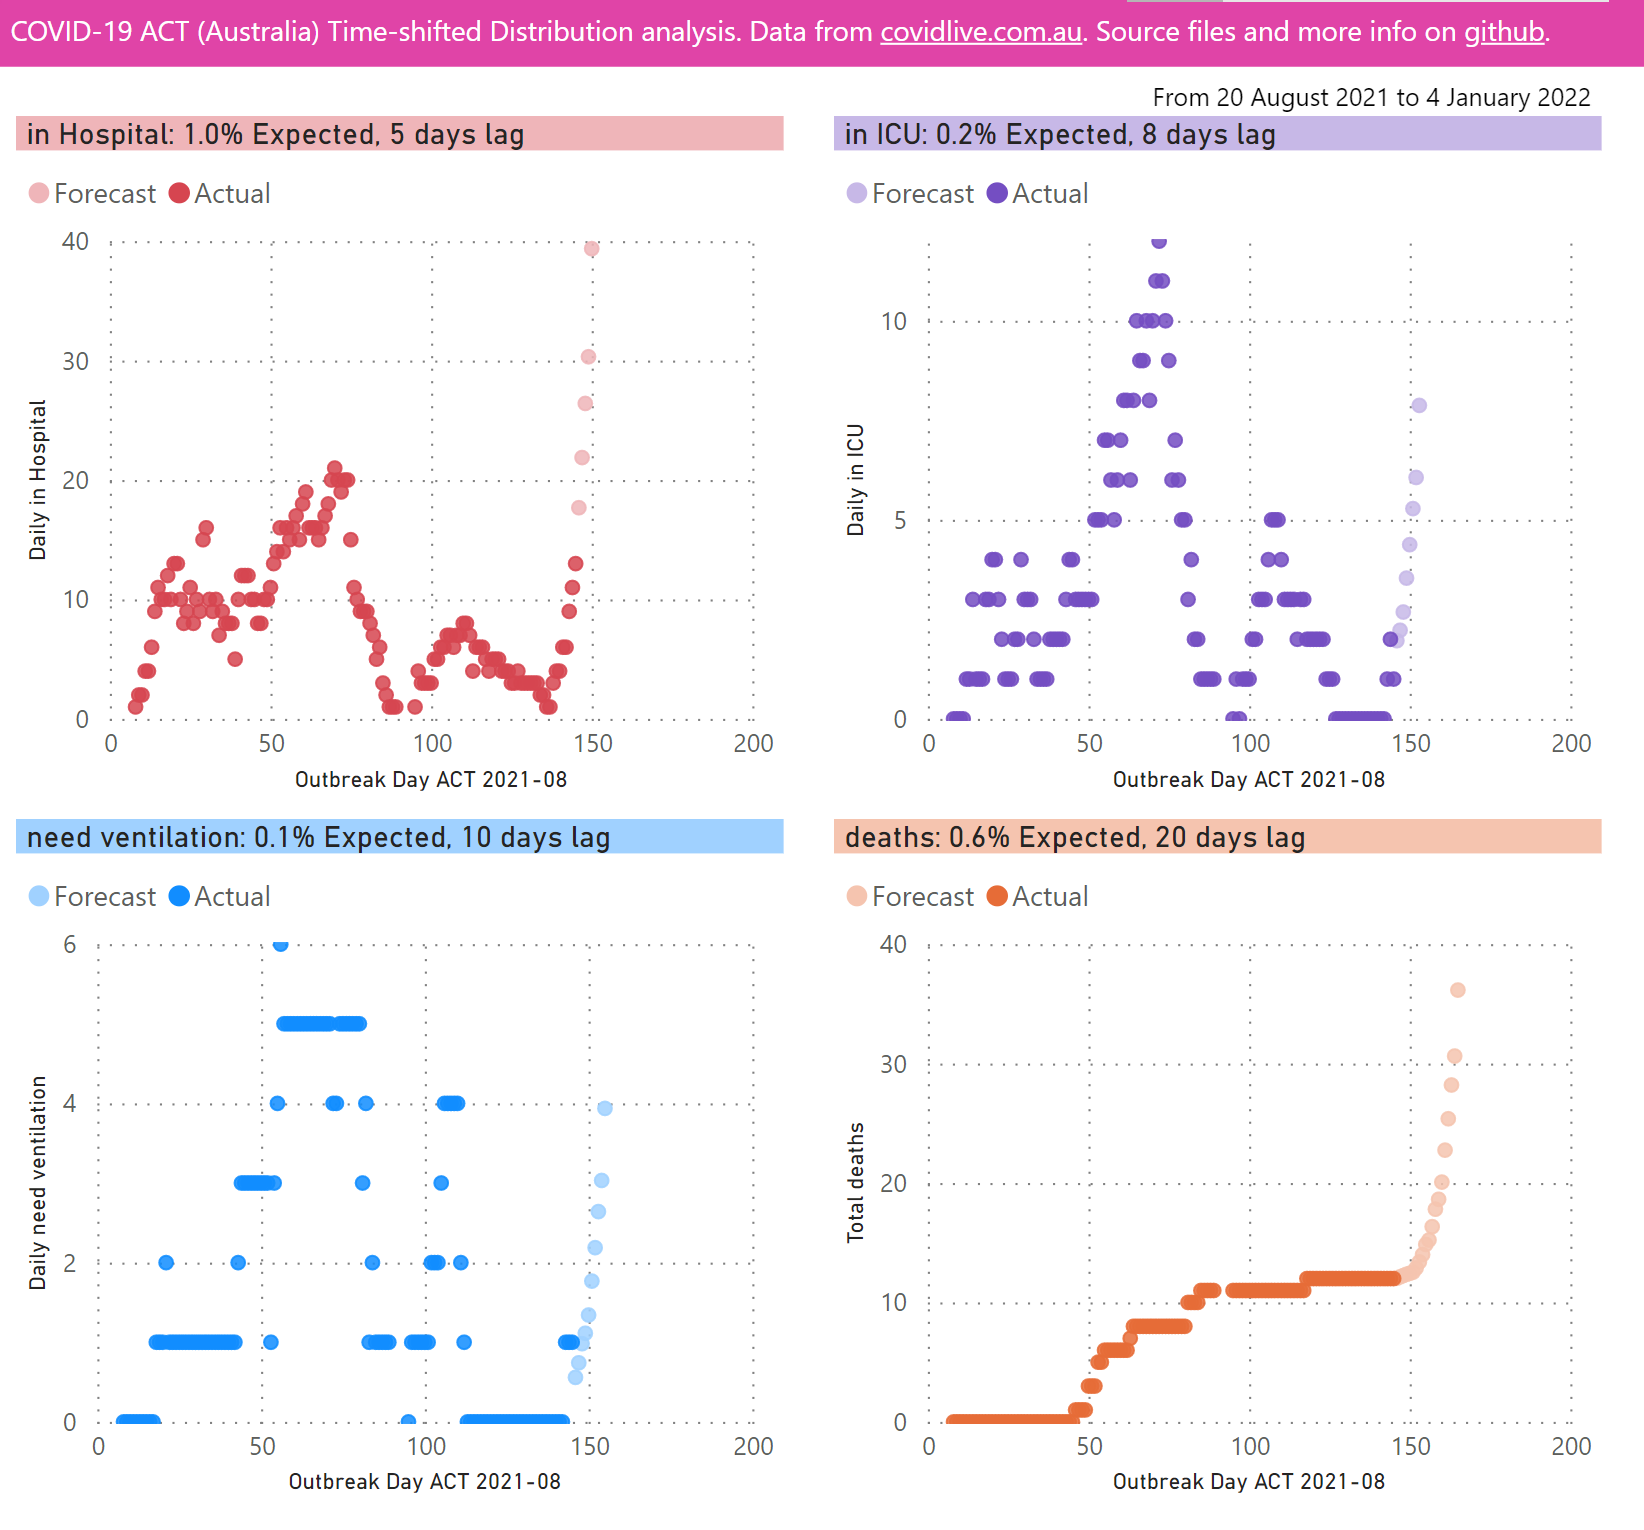 COVID-19 ACT (Australia) Time-shifted Distribution analysis. Data from covidlive.com.au. Source files and more info on github.
From 20 August 2021 to 4 January 2022
in Hospital: 1.0% Expected, 5 days lag
Forecast Actual
40
30
20
10
0
Daily in Hospital
0 50 100 150 200
Outbreak Day ACT 2021-08
in ICU: 0.2% Expected, 8 days lag
Forecast Actual
10
5
0
Daily in ICU
0 50 100 150 200
Outbreak Day ACT 2021-08
need ventilation: 0.1% Expected, 10 days lag
Forecast Actual
6
4
2
0
Daily need ventilation
0 50 100 150 200
Outbreak Day ACT 2021-08
deaths: 0.6% Expected, 20 days lag
Forecast Actual
40
30
20
10
0
Total deaths
0 50 100 150 200
Outbreak Day ACT 2021-08